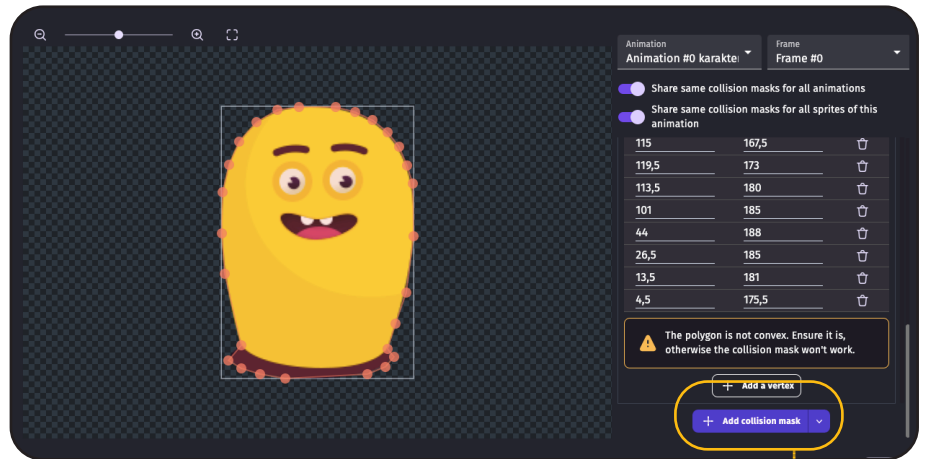 Animation
Frame
Animation #0 karakte
Frame #0
Share same collision masks for all animations
Share same collision masks for all sprites of this
animation
115 167,5
119,5 173
113,5 180
101 185
44 188
26,5 185
13,5 181
4,5 175,5
The polygon is not convex. Ensure it is,
otherwise the collision mask won't work.
Add a vertex
Add collision mask